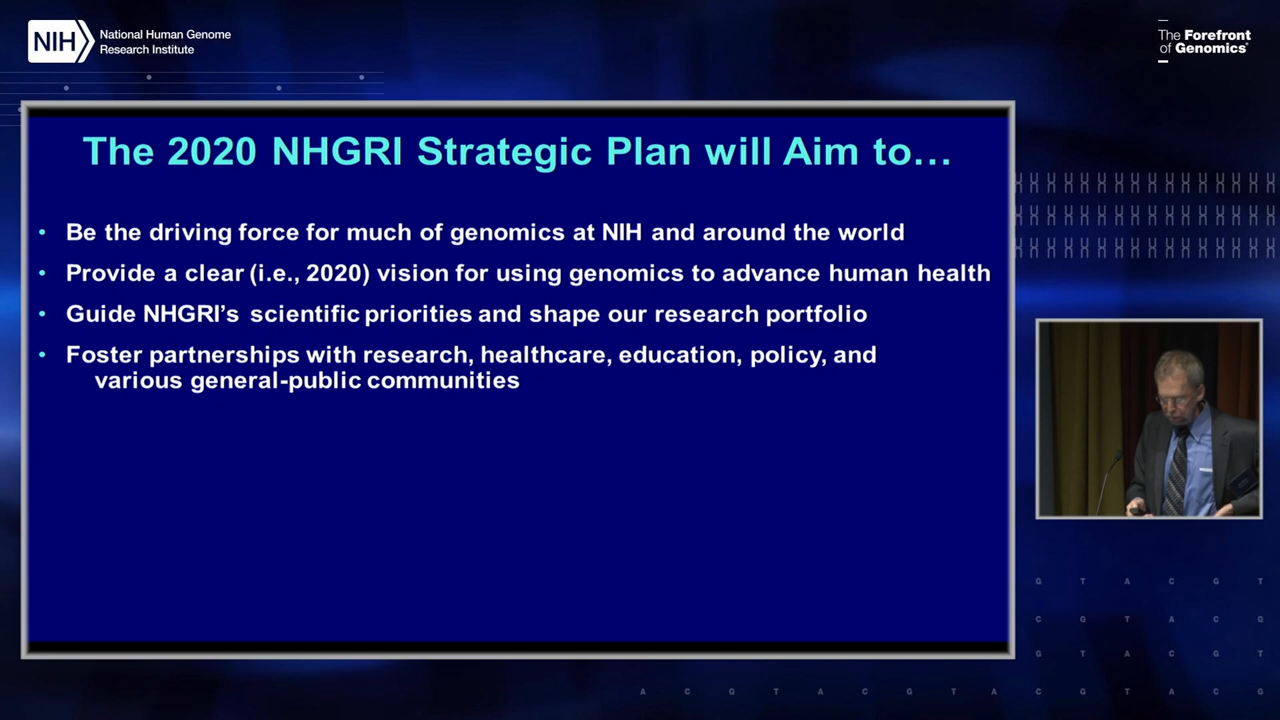 NIH
National Human Genome
Research Institute
The Forefront
of Genomics®
The 2020 NHGRI Strategic Plan will Aim to…
• Be the driving force for much of genomics at NIH and around the world
• Provide a clear (i.e., 2020) vision for using genomics to advance human health
• Guide NHGRI’s scientific priorities and shape our research portfolio
• Foster partnerships with research, healthcare, education, policy, and
various general-public communities
G T A C G T
C G T A C G
G T A C G T
A C G T A C G T A C G T A C G